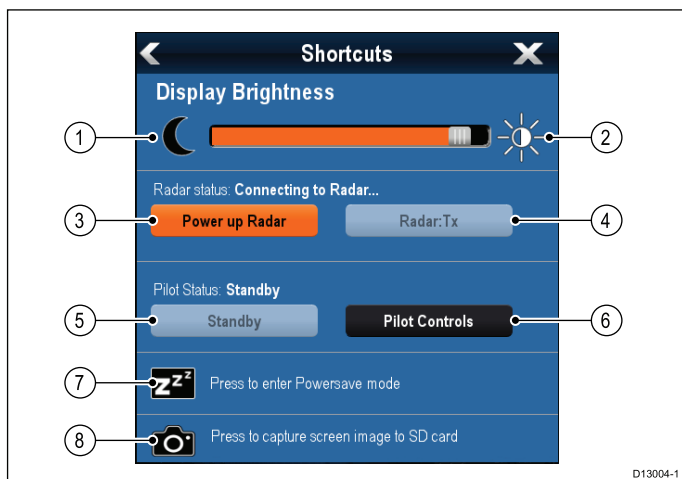 Shortcuts
Display Brightness
1
2
Radar status: Connecting to Radar...
3
Power up Radar
Radar:Tx
4
Pilot Status: Standby
5
Standby
Pilot Controls
6
7
zzz
Press to enter Powersave mode
8
Press to capture screen image to SD card
D13004-1